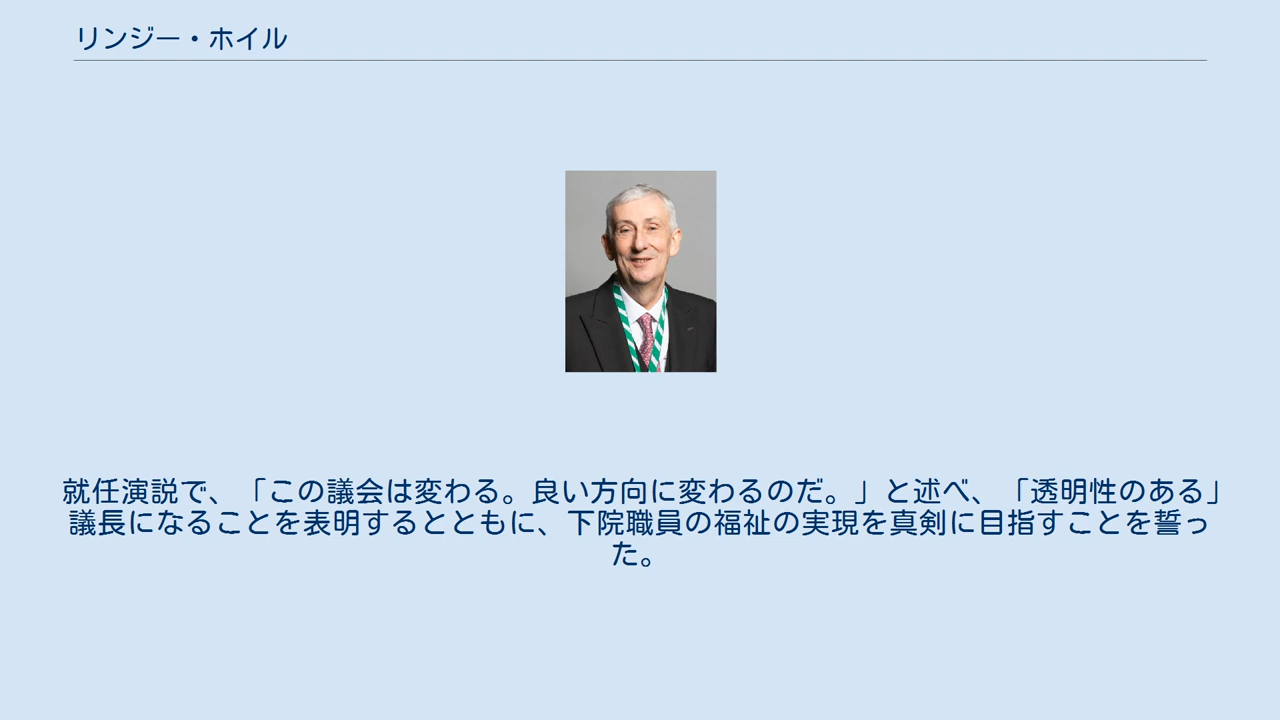 リンジー・ホイル
就任演説で、「この議会は変わる。良い方向に変わるのだ。」と述べ、「透明性のある」
議長になることを表明するとともに、下院職員の福祉の実現を真剣に目指すことを誓っ
た。